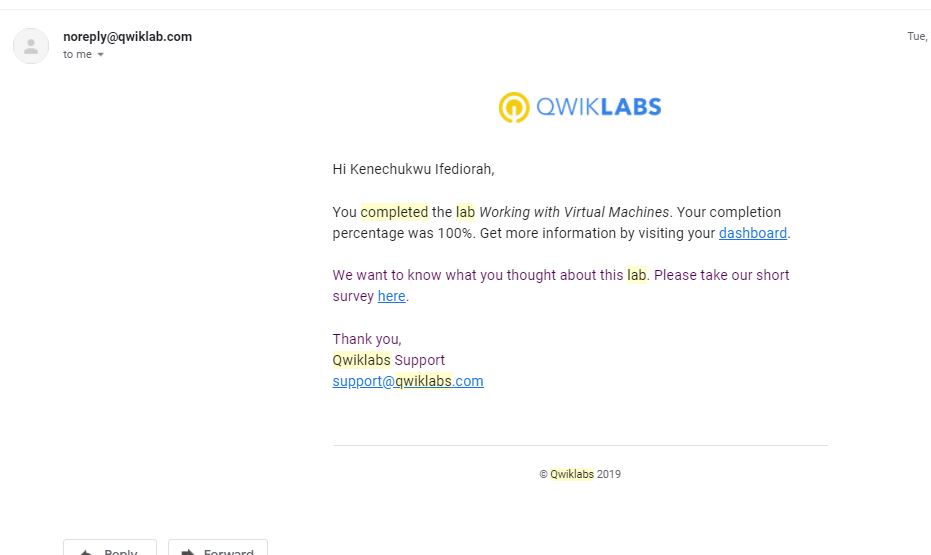 noreply@qwiklab.com
Tue,
to me
QWIKLABS
Hi Kenechukwu Ifediorah,
You completed the lab Working with Virtual Machines. Your completion
percentage was 100%. Get more information by visiting your dashboard.
We want to know what you thought about this lab. Please take our short
survey here.
Thank you,
Qwiklabs Support
support@qwiklabs.com
© Qwiklabs 2019
Reply
Forward